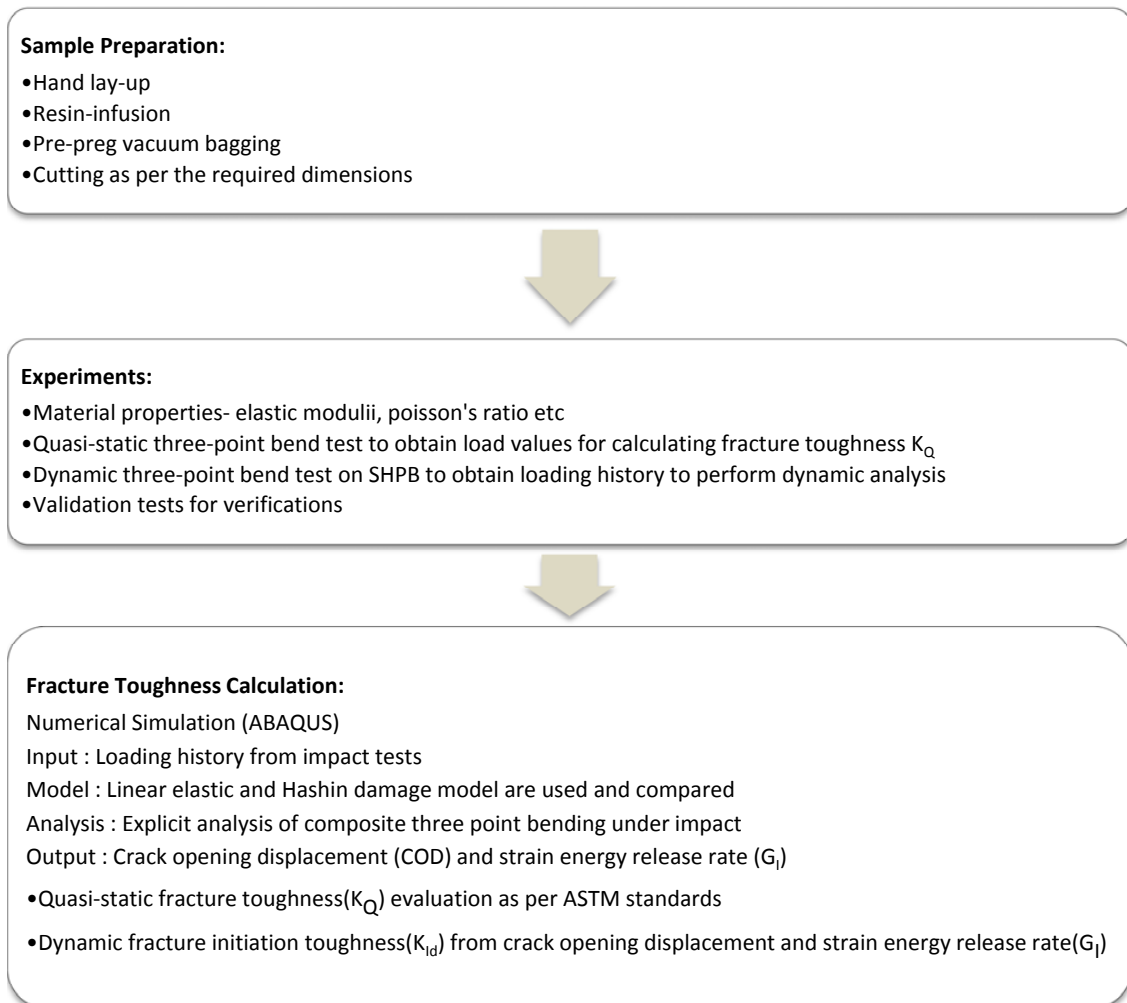 Sample Preparation:
•Hand lay-up
•Resin-infusion
•Pre-preg vacuum bagging
•Cutting as per the required dimensions
Experiments:
•Material properties- elastic modulii, poisson's ratio etc
•Quasi-static three-point bend test to obtain load values for calculating fracture toughness KQ
•Dynamic three-point bend test on SHPB to obtain loading history to perform dynamic analysis
•Validation tests for verifications
Fracture Toughness Calculation:
Numerical Simulation (ABAQUS)
Input : Loading history from impact tests
Model : Linear elastic and Hashin damage model are used and compared
Analysis : Explicit analysis of composite three point bending under impact
Output : Crack opening displacement (COD) and strain energy release rate (GI)
•Quasi-static fracture toughness(KQ) evaluation as per ASTM standards
•Dynamic fracture initiation toughness(KId) from crack opening displacement and strain energy release rate(GI)